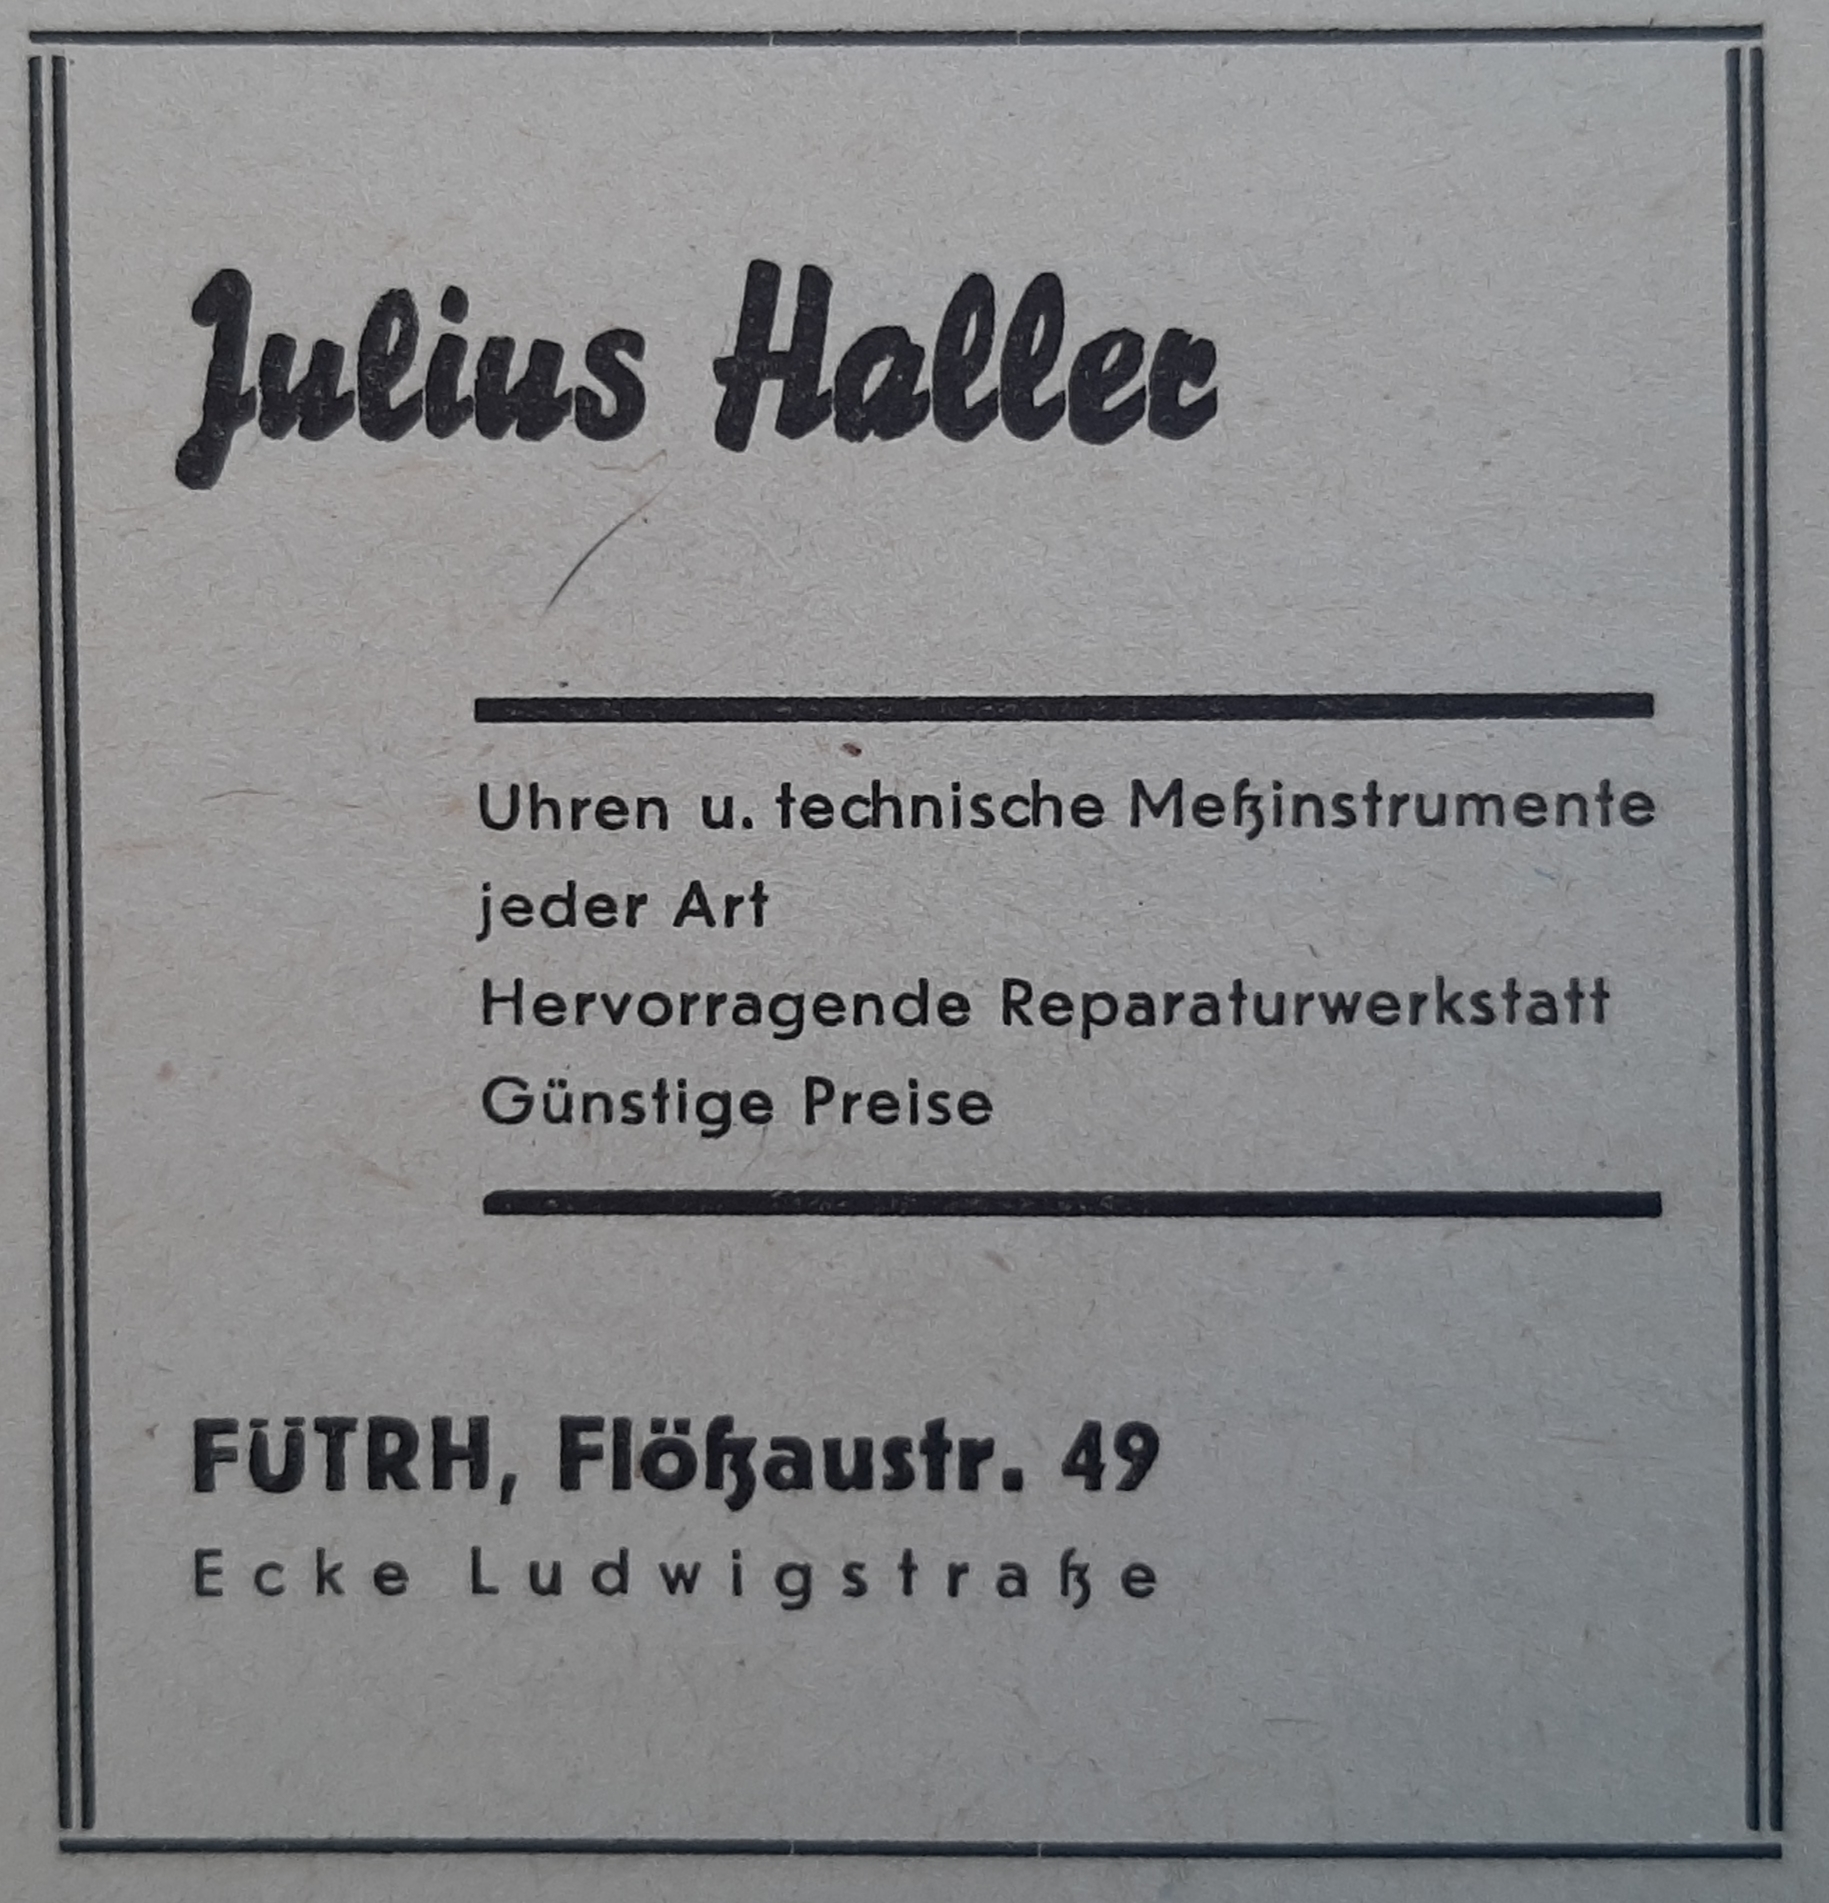 Julius Haller
Uhren u. technische Meßinstrumente
jeder Art
Hervorragende Reparaturwerkstatt
Günstige Preise
FÜTRH, Flößaustr. 49
Ecke Ludwigstraße